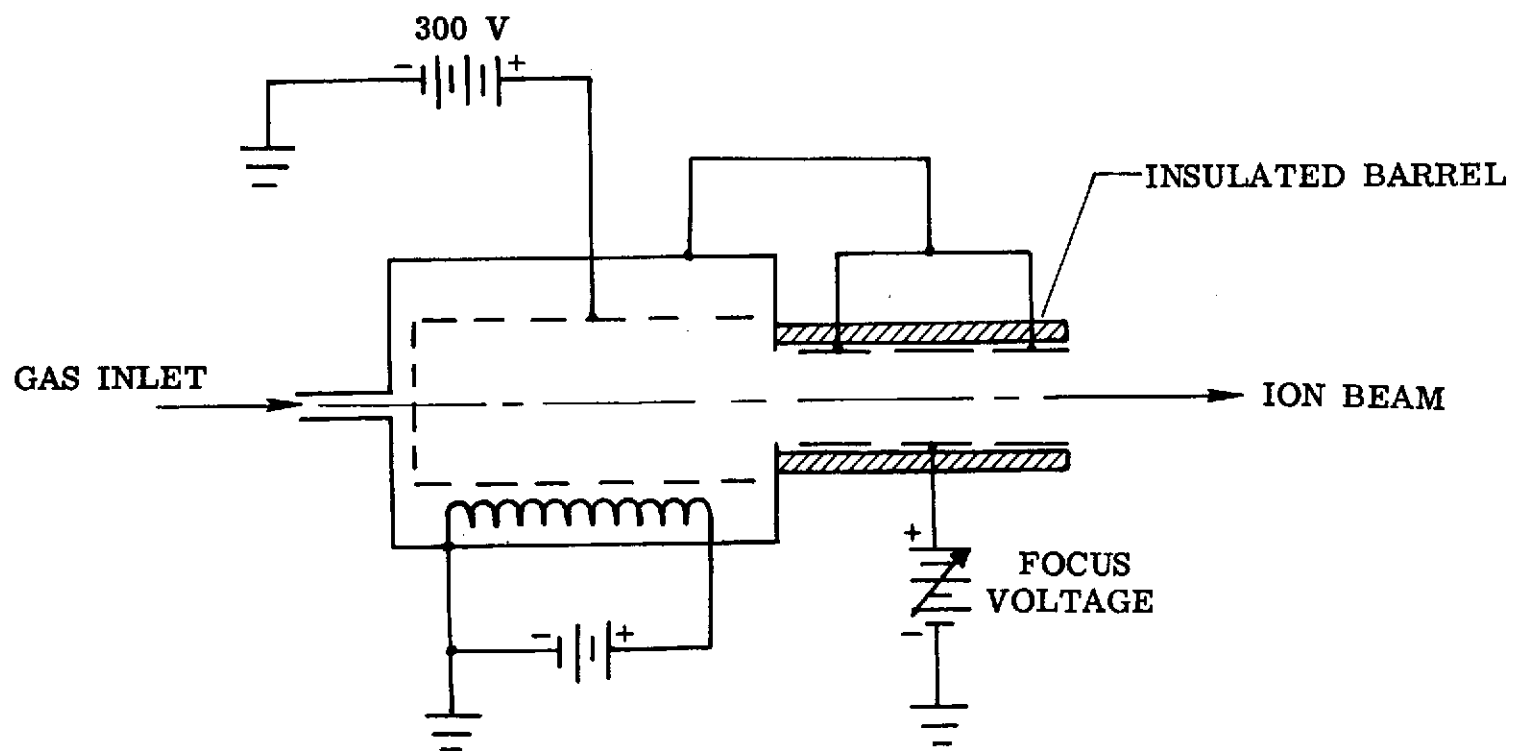 300 V
- +
INSULATED BARREL
GAS INLET
ION BEAM
+
FOCUS
VOLTAGE
- +
-